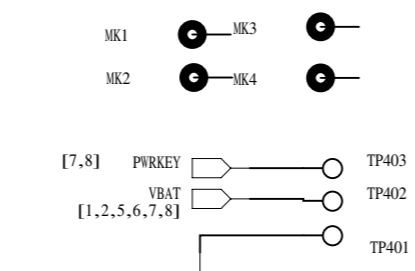 MK1 MK3
MK2 MK4
[7,8] PWRKEY TP403
VBAT TP402
[1,2,5,6,7,8]
TP401